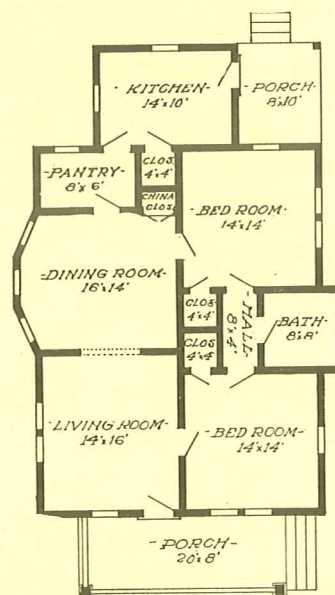 KITCHEN
14'x10'
PORCH
8'x10'
PANTRY
8'x6'
CLOS.
4'x4'
CHINA
CLOS.
BED ROOM
14'x14'
DINING ROOM
16'x14'
CLOS.
4'x4'
HALL
8'x4'
BATH
8'x8'
CLOS.
4'x4'
LIVING ROOM
14'x16'
BED ROOM
14'x14'
PORCH
20'x8'